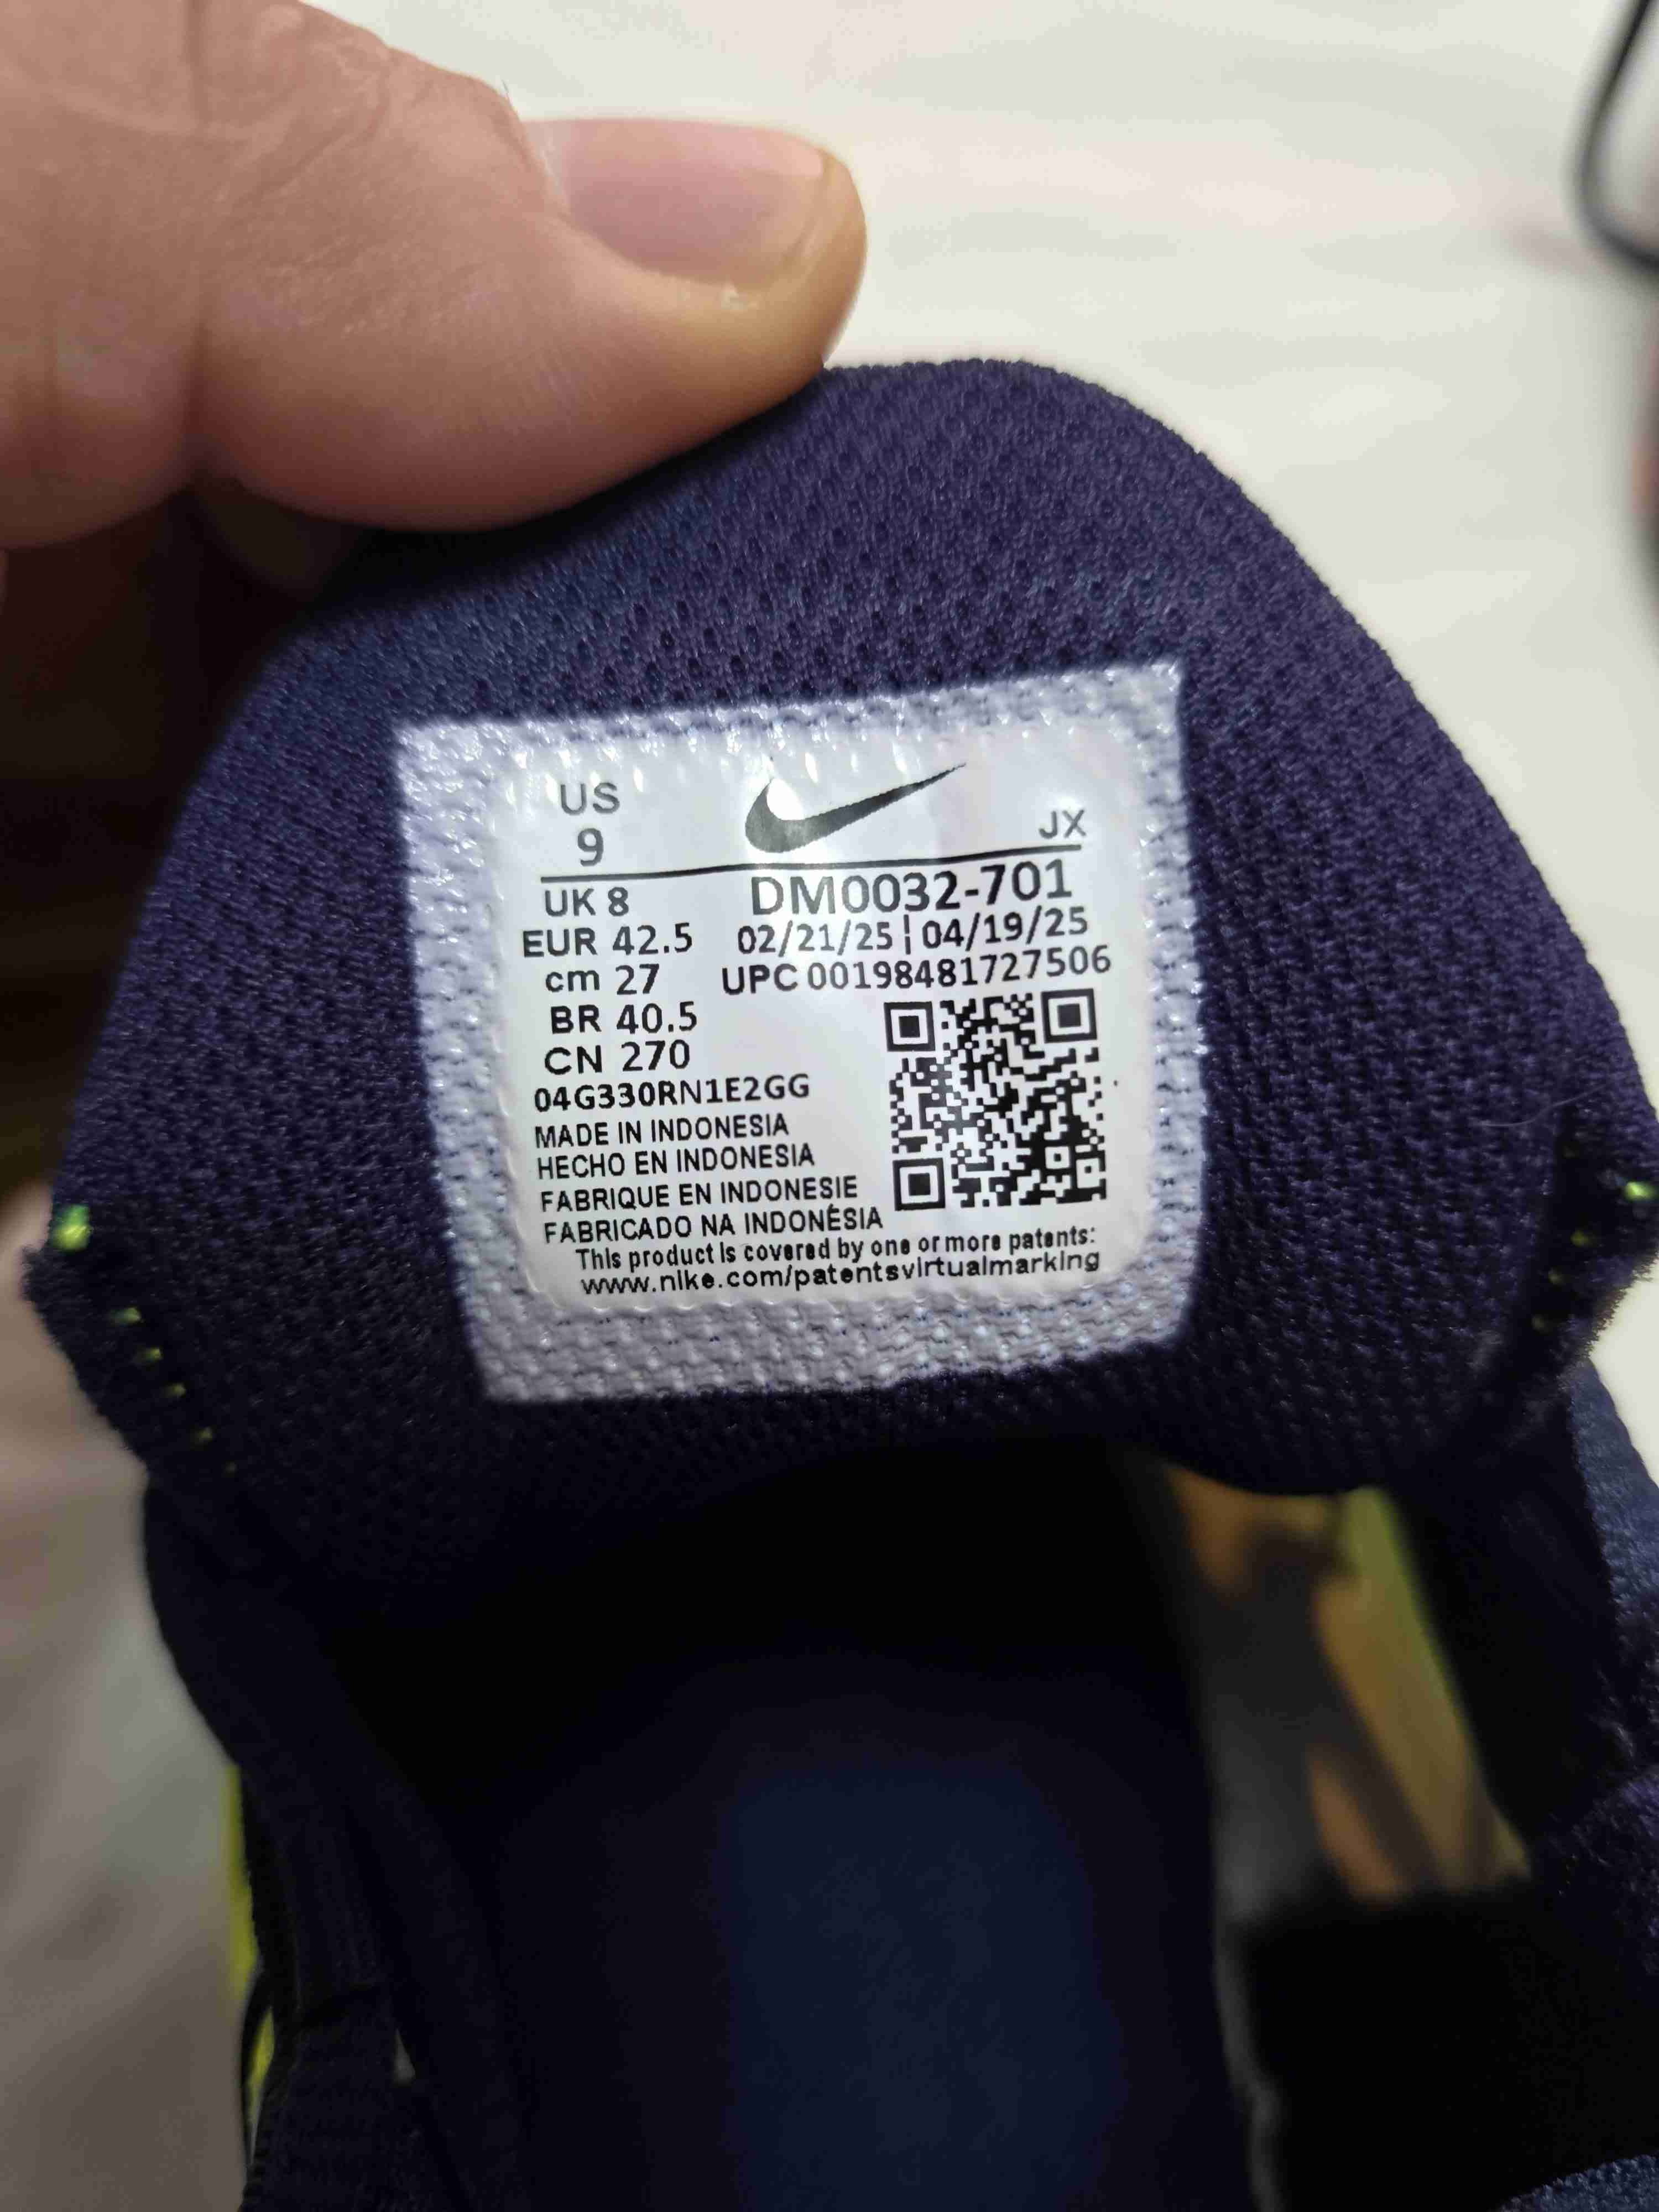 US
9
JX
UK 8
DM0032-701
EUR 42.5
02/21/25 | 04/19/25
cm 27
UPC 00198481727506
BR 40.5
CN 270
04G330RN1E2GG
MADE IN INDONESIA
HECHO EN INDONESIA
FABRIQUE EN INDONESIE
FABRICADO NA INDONÉSIA
This product is covered by one or more patents:
www.nike.com/patentsvirtualmarking